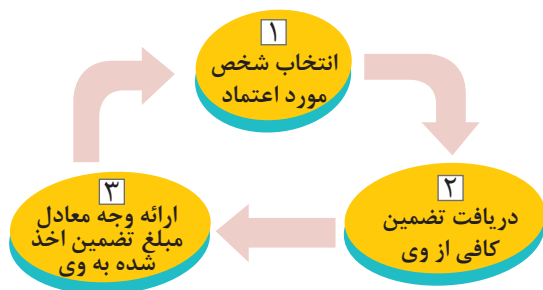 ۱
انتخاب شخص
مورد اعتماد
۲
دریافت تضمین
کافی از وی
۳
ارائه وجه معادل
مبلغ تضمین اخذ
شده به وی